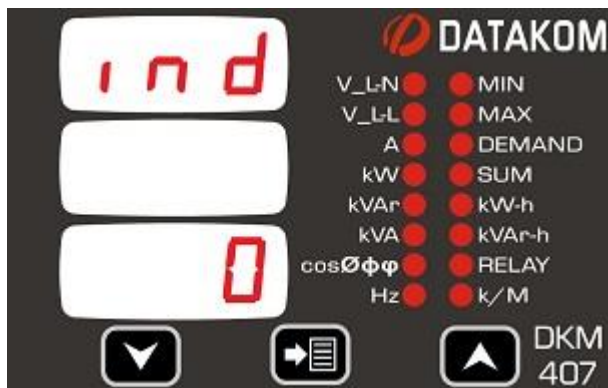 DATAKOM
ind
V_L-N MIN
V_L-L MAX
A DEMAND
kW SUM
kVAr kW-h
kVA kVAr-h
cosØφφ RELAY
Hz k/M
0
DKM
407